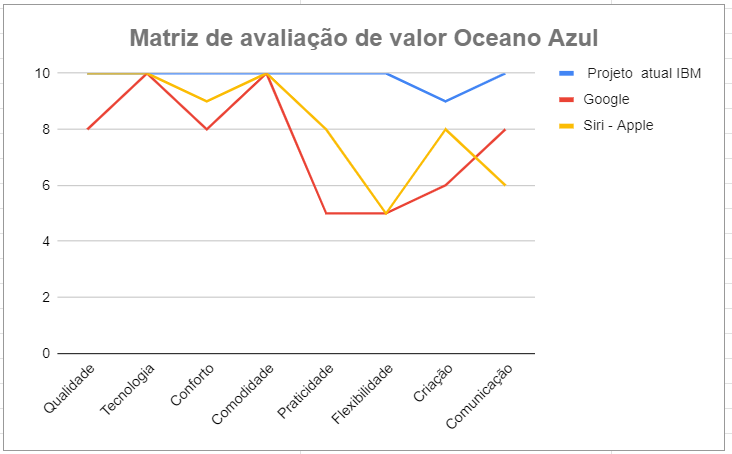 Matriz de avaliação de valor Oceano Azul
10
8
6
4
2
0
Qualidade
Tecnologia
Conforto
Comodidade
Praticidade
Flexibilidade
Criação
Comunicação
Projeto atual IBM
Google
Siri - Apple